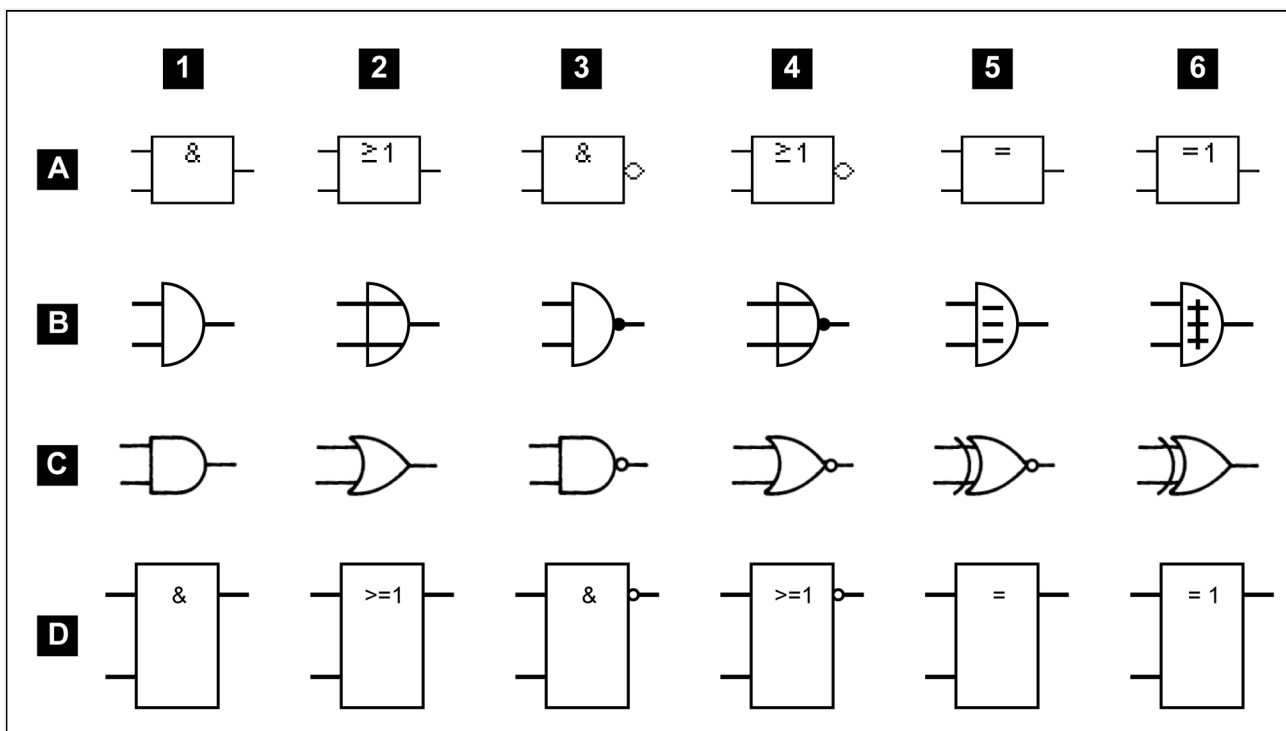 1 2 3 4 5 6
A & ≥1 & ≥1 = =1
B
C
D & >=1 & >=1 = = 1